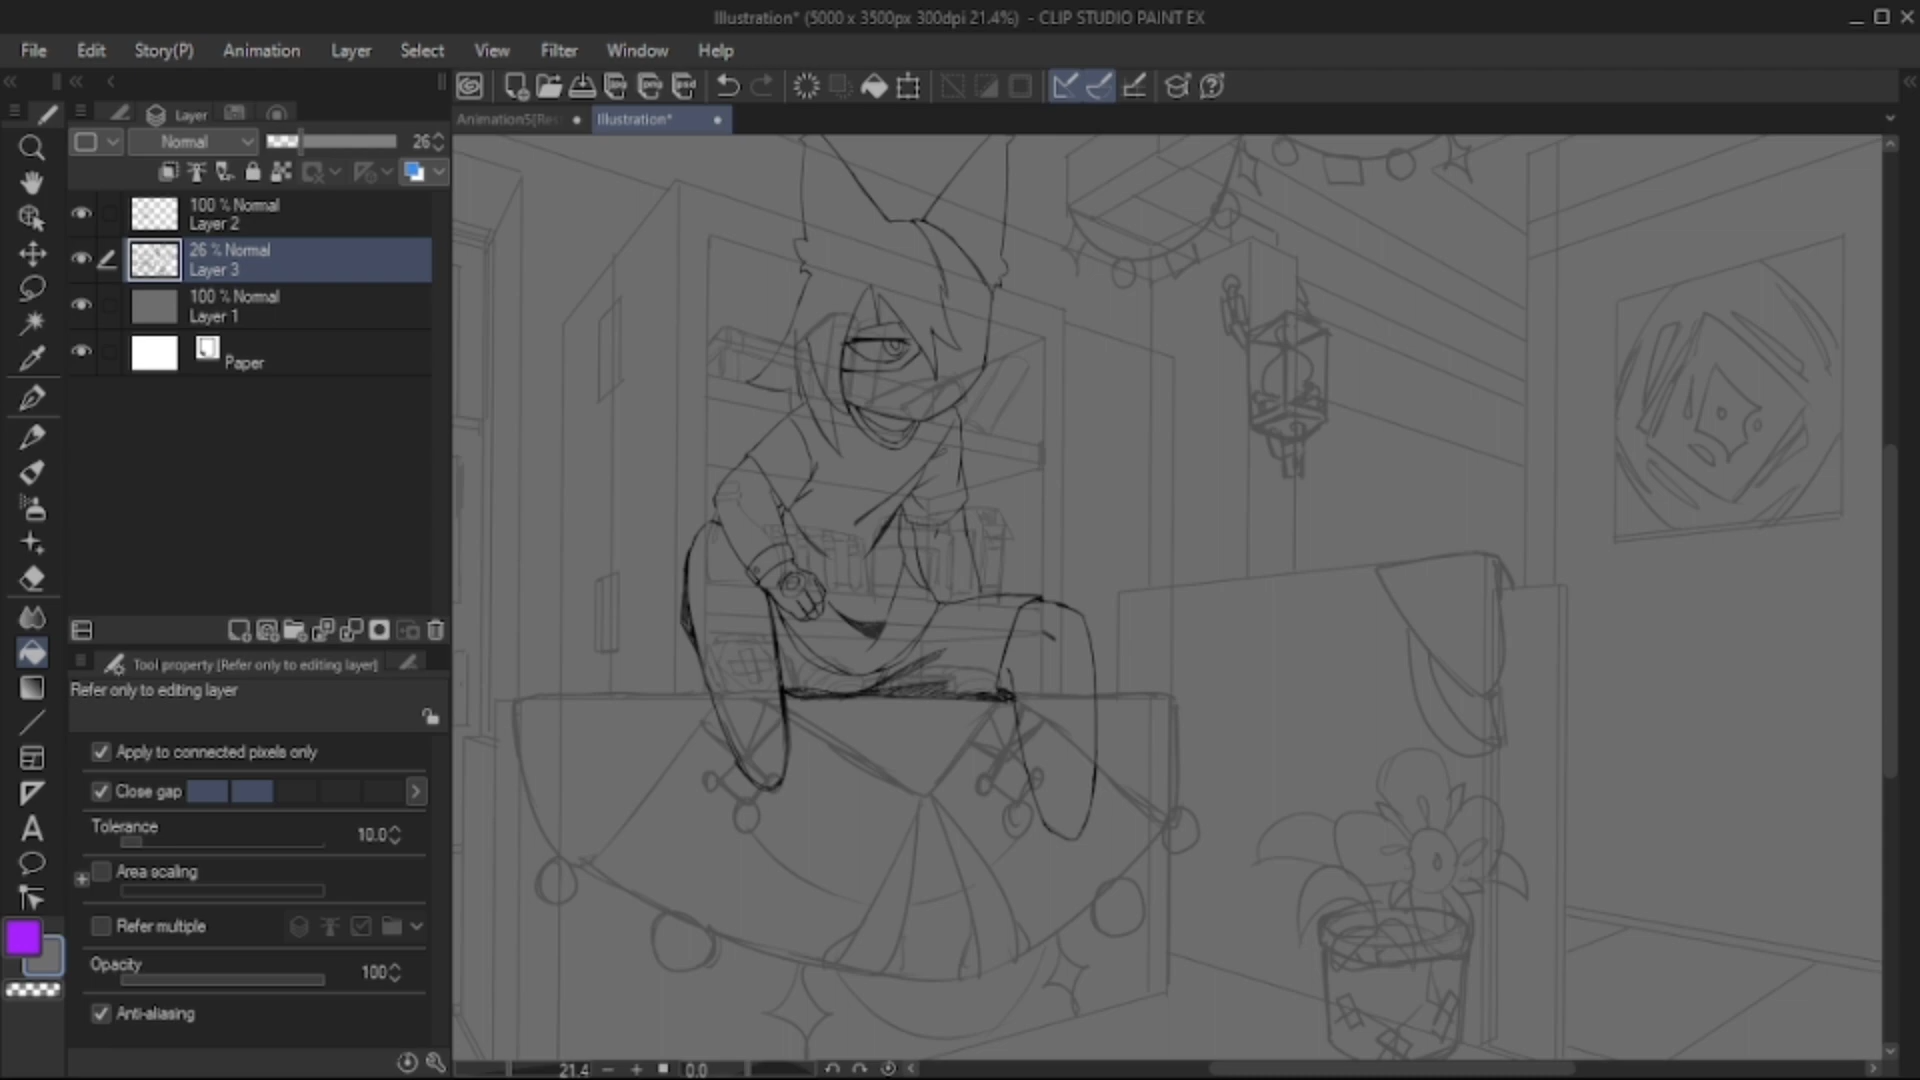 Illustration* (5000 x 3500px 300dpi 21.4%) - CLIP STUDIO PAINT EX
File Edit Story(P) Animation Layer Select View Filter Window Help
Layer
Animation5[Res
Illustration*
Normal 26
100 % Normal
Layer 2
26 % Normal
Layer 3
100 % Normal
Layer 1
Paper
Tool property [Refer only to editing layer]
Refer only to editing layer
Apply to connected pixels only
Close gap
Tolerance 10.0
Area scaling
Refer multiple
Opacity 100
Anti-aliasing
21.4 0.0